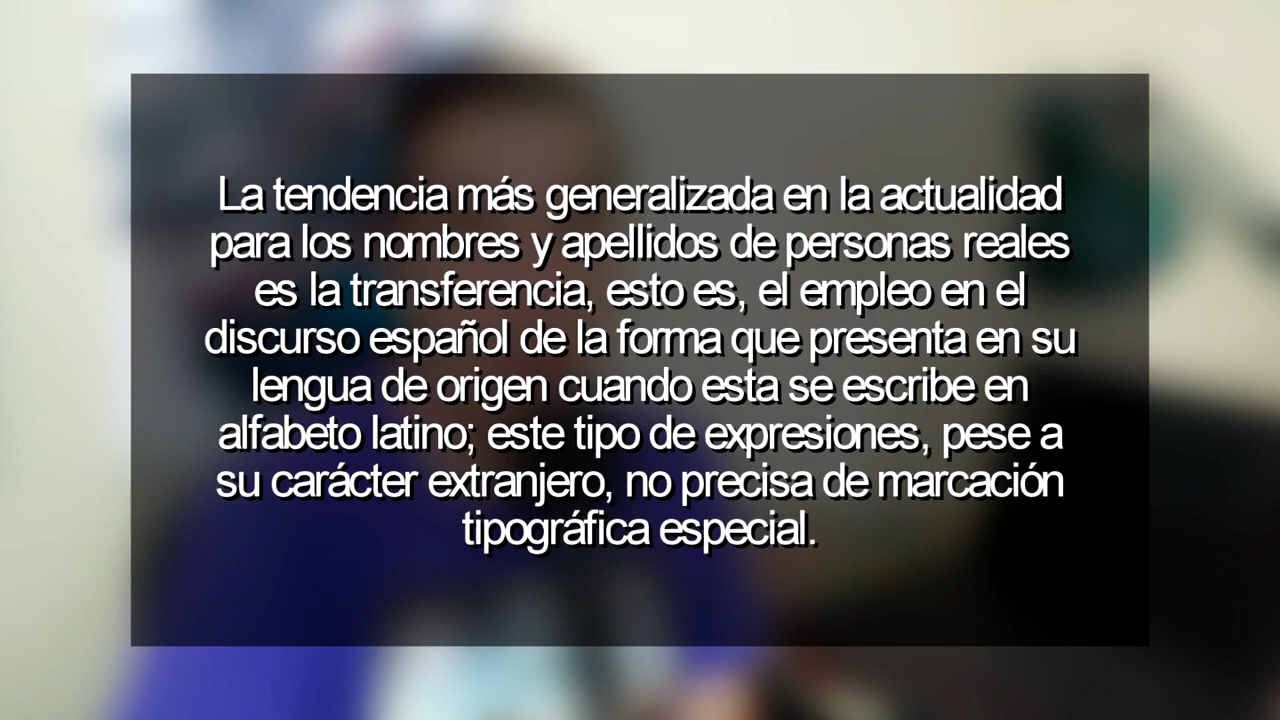 La tendencia más generalizada en la actualidad
para los nombres y apellidos de personas reales
es la transferencia, esto es, el empleo en el
discurso español de la forma que presenta en su
lengua de origen cuando esta se escribe en
alfabeto latino; este tipo de expresiones, pese a
su carácter extranjero, no precisa de marcación
tipográfica especial.